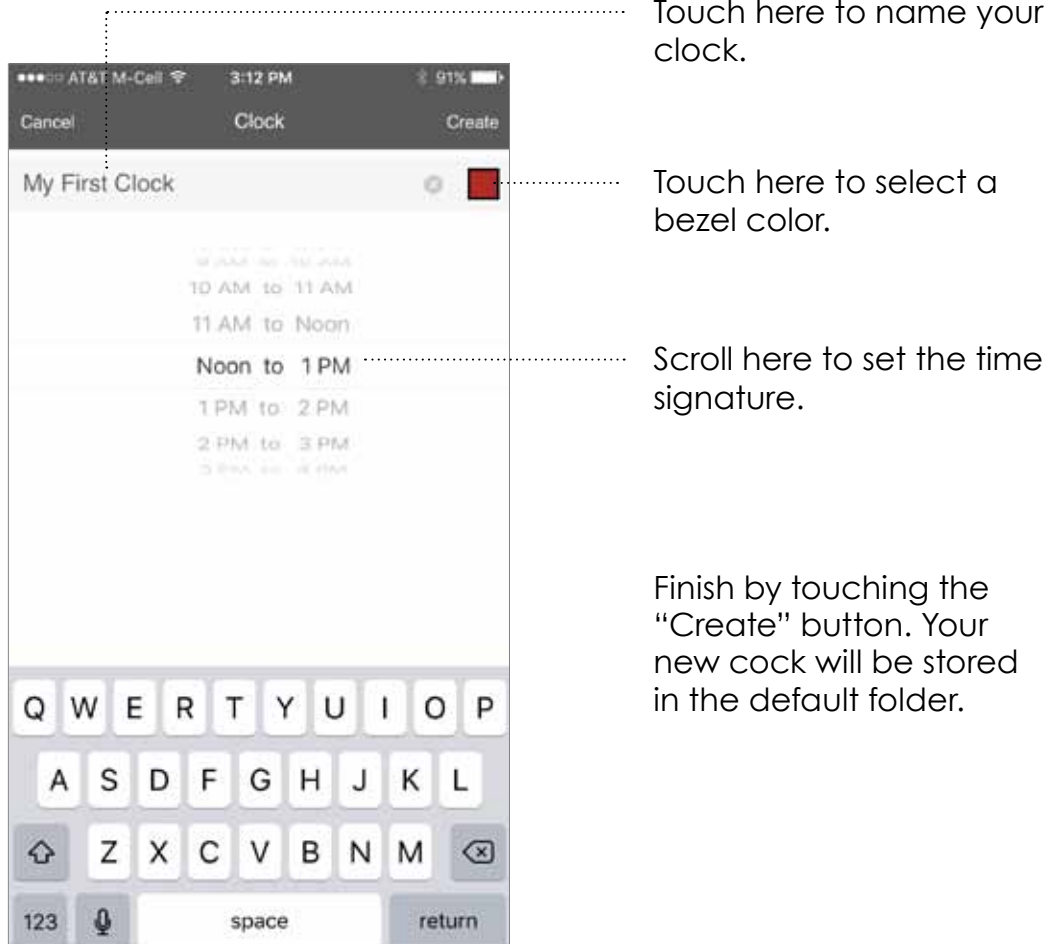 Touch here to name your
clock.
AT&T M-Cell 3:12 PM 91%
Cancel Clock Create
My First Clock
Touch here to select a
bezel color.
10 AM to 11 AM
11 AM to Noon
Noon to 1 PM
Scroll here to set the time
signature.
1 PM to 2 PM
2 PM to 3 PM
Finish by touching the
“Create” button. Your
new cock will be stored
in the default folder.
Q W E R T Y U I O P
A S D F G H J K L
Z X C V B N M
123 space return